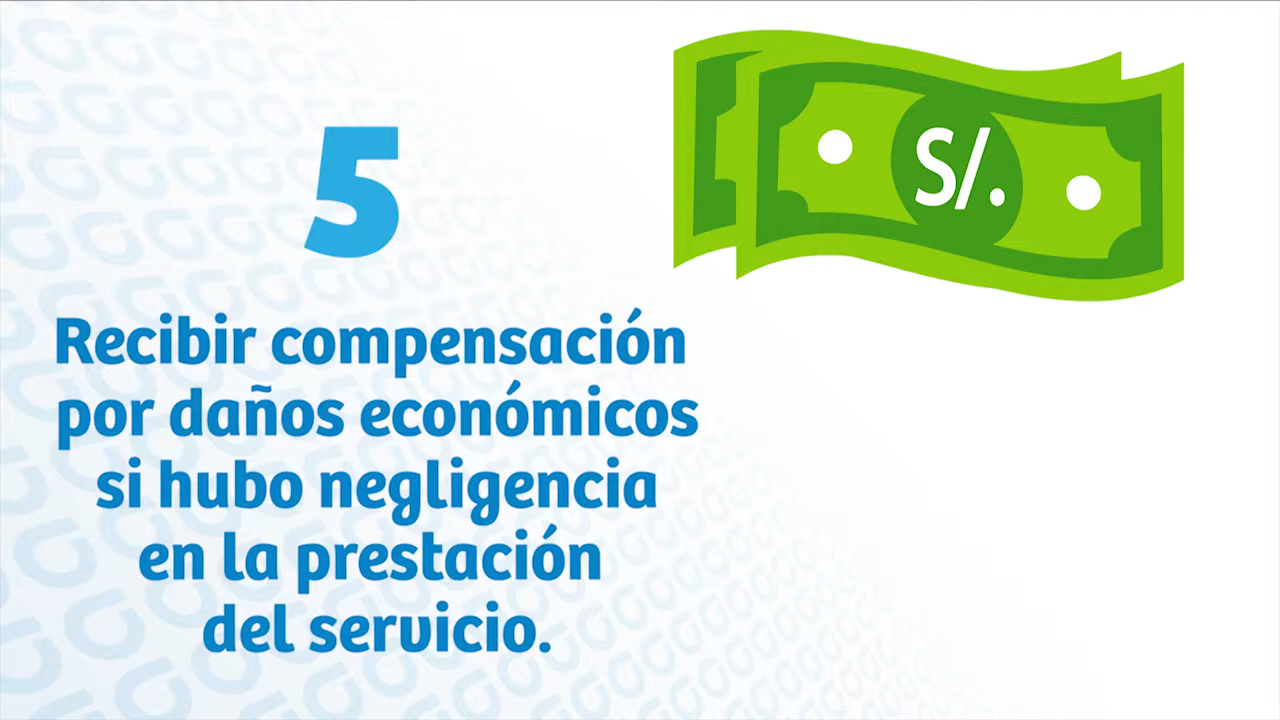 5
S/.
Recibir compensación
por daños económicos
si hubo negligencia
en la prestación
del servicio.